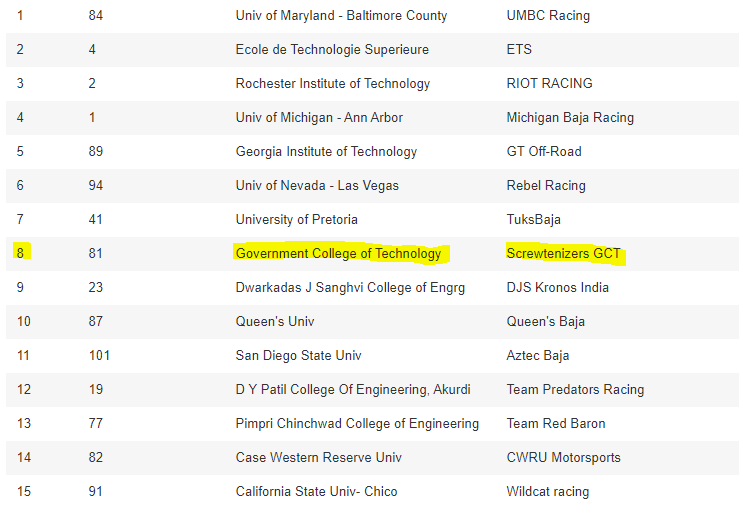 1 84 Univ of Maryland - Baltimore County UMBC Racing
2 4 Ecole de Technologie Superieure ETS
3 2 Rochester Institute of Technology RIOT RACING
4 1 Univ of Michigan - Ann Arbor Michigan Baja Racing
5 89 Georgia Institute of Technology GT Off-Road
6 94 Univ of Nevada - Las Vegas Rebel Racing
7 41 University of Pretoria TuksBaja
8 81 Government College of Technology Screwtenizers GCT
9 23 Dwarkadas J Sanghvi College of Engrg DJS Kronos India
10 87 Queen's Univ Queen's Baja
11 101 San Diego State Univ Aztec Baja
12 19 D Y Patil College Of Engineering, Akurdi Team Predators Racing
13 77 Pimpri Chinchwad College of Engineering Team Red Baron
14 82 Case Western Reserve Univ CWRU Motorsports
15 91 California State Univ- Chico Wildcat racing